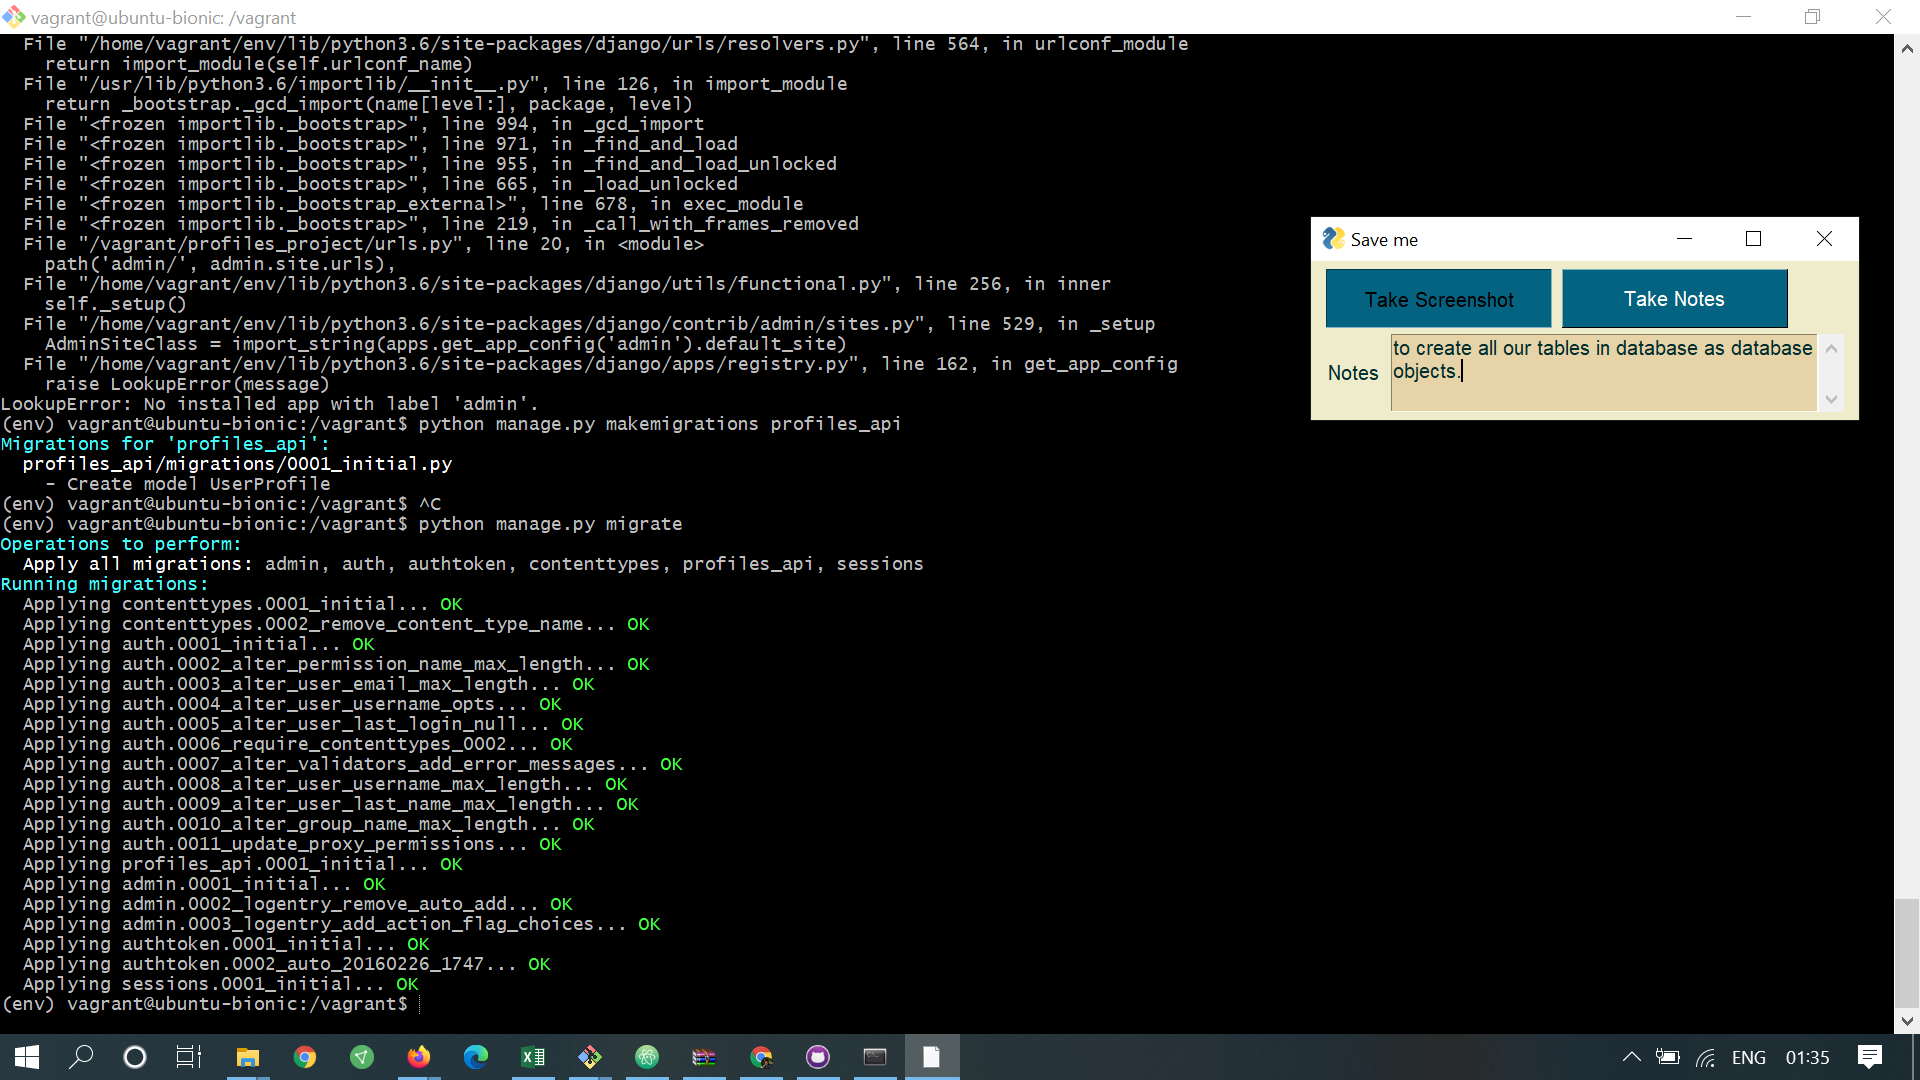 vagrant@ubuntu-bionic: /vagrant
  File "/home/vagrant/env/lib/python3.6/site-packages/django/urls/resolvers.py", line 564, in urlconf_module
    return import_module(self.urlconf_name)
  File "/usr/lib/python3.6/importlib/__init__.py", line 126, in import_module
    return _bootstrap._gcd_import(name[level:], package, level)
  File "<frozen importlib._bootstrap>", line 994, in _gcd_import
  File "<frozen importlib._bootstrap>", line 971, in _find_and_load
  File "<frozen importlib._bootstrap>", line 955, in _find_and_load_unlocked
  File "<frozen importlib._bootstrap>", line 665, in _load_unlocked
  File "<frozen importlib._bootstrap_external>", line 678, in exec_module
  File "<frozen importlib._bootstrap>", line 219, in _call_with_frames_removed
  File "/vagrant/profiles_project/urls.py", line 20, in <module>
    path('admin/', admin.site.urls),
  File "/home/vagrant/env/lib/python3.6/site-packages/django/utils/functional.py", line 256, in inner
    self._setup()
  File "/home/vagrant/env/lib/python3.6/site-packages/django/contrib/admin/sites.py", line 529, in _setup
    AdminSiteClass = import_string(apps.get_app_config('admin').default_site)
  File "/home/vagrant/env/lib/python3.6/site-packages/django/apps/registry.py", line 162, in get_app_config
    raise LookupError(message)
LookupError: No installed app with label 'admin'.
(env) vagrant@ubuntu-bionic:/vagrant$ python manage.py makemigrations profiles_api
Migrations for 'profiles_api':
  profiles_api/migrations/0001_initial.py
    - Create model UserProfile
(env) vagrant@ubuntu-bionic:/vagrant$ ^C
(env) vagrant@ubuntu-bionic:/vagrant$ python manage.py migrate
Operations to perform:
  Apply all migrations: admin, auth, authtoken, contenttypes, profiles_api, sessions
Running migrations:
  Applying contenttypes.0001_initial... OK
  Applying contenttypes.0002_remove_content_type_name... OK
  Applying auth.0001_initial... OK
  Applying auth.0002_alter_permission_name_max_length... OK
  Applying auth.0003_alter_user_email_max_length... OK
  Applying auth.0004_alter_user_username_opts... OK
  Applying auth.0005_alter_user_last_login_null... OK
  Applying auth.0006_require_contenttypes_0002... OK
  Applying auth.0007_alter_validators_add_error_messages... OK
  Applying auth.0008_alter_user_username_max_length... OK
  Applying auth.0009_alter_user_last_name_max_length... OK
  Applying auth.0010_alter_group_name_max_length... OK
  Applying auth.0011_update_proxy_permissions... OK
  Applying profiles_api.0001_initial... OK
  Applying admin.0001_initial... OK
  Applying admin.0002_logentry_remove_auto_add... OK
  Applying admin.0003_logentry_add_action_flag_choices... OK
  Applying authtoken.0001_initial... OK
  Applying authtoken.0002_auto_20160226_1747... OK
  Applying sessions.0001_initial... OK
(env) vagrant@ubuntu-bionic:/vagrant$
Save me
Take Screenshot
Take Notes
Notes
to create all our tables in database as database
objects.
ENG
01:35